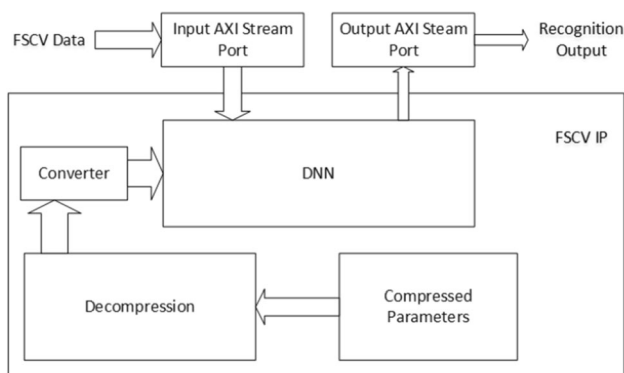 FSCV Data
Input AXI Stream
Port
Output AXI Steam
Port
Recognition
Output
FSCV IP
Converter
DNN
Decompression
Compressed
Parameters